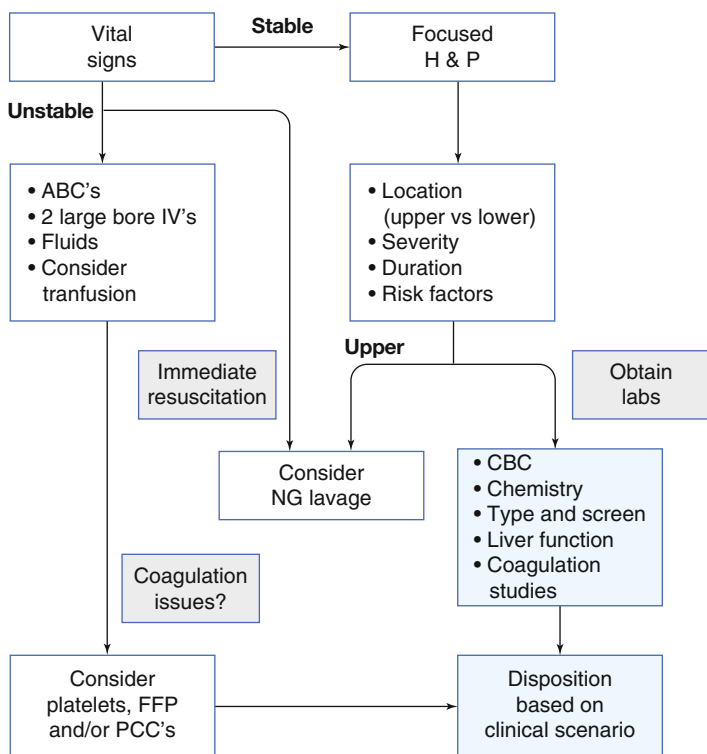 Vital
signs
Stable
Focused
H & P
Unstable
• ABC's
• 2 large bore IV's
• Fluids
• Consider
tranfusion
• Location
(upper vs lower)
• Severity
• Duration
• Risk factors
Immediate
resuscitation
Upper
Obtain
labs
Consider
NG lavage
• CBC
• Chemistry
• Type and screen
• Liver function
• Coagulation
studies
Coagulation
issues?
Consider
platelets, FFP
and/or PCC's
Disposition
based on
clinical scenario